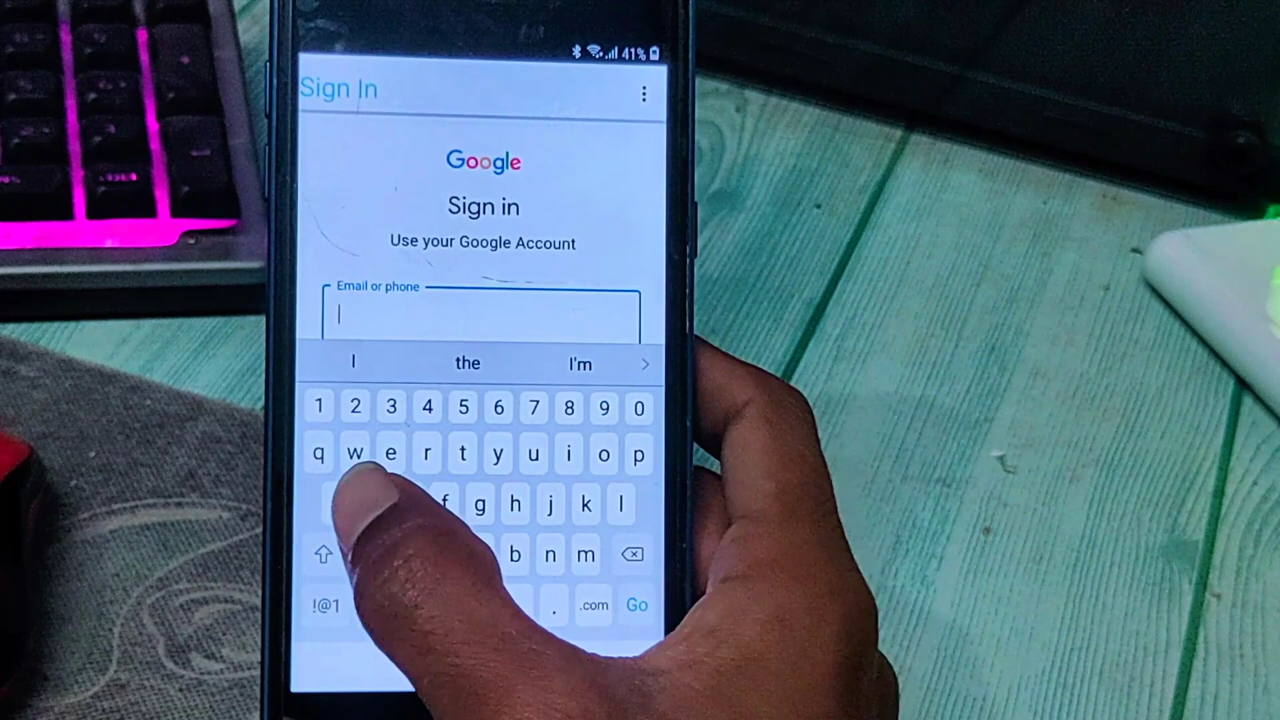 41%
Sign In
Google
Sign in
Use your Google Account
Email or phone
I the I'm
1 2 3 4 5 6 7 8 9 0
q w e r t y u i o p
f g h j k l
b n m
!@1 . .com Go